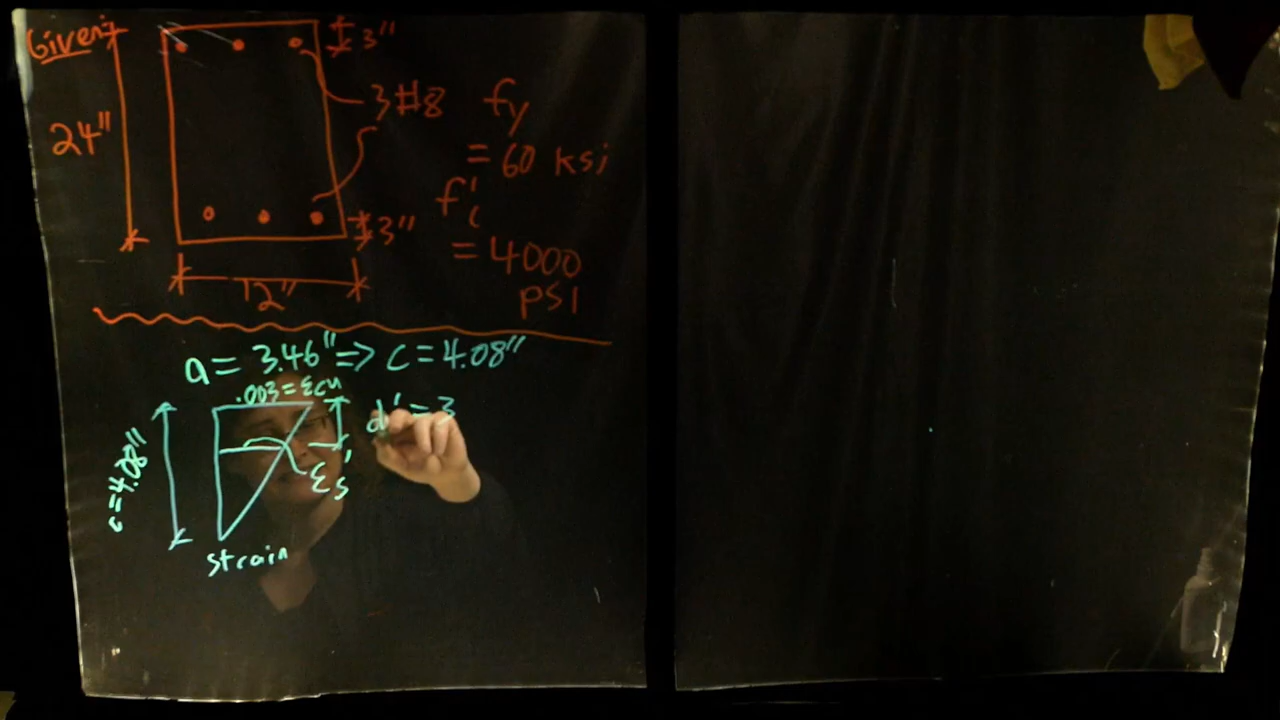 Given:
3"
24"
3#8
fy
= 60 ksi
f'c
= 4000
psi
3"
12"
a = 3.46" => c = 4.08"
.003 = εcu
d' = 3
c = 4.08"
εs'
strain